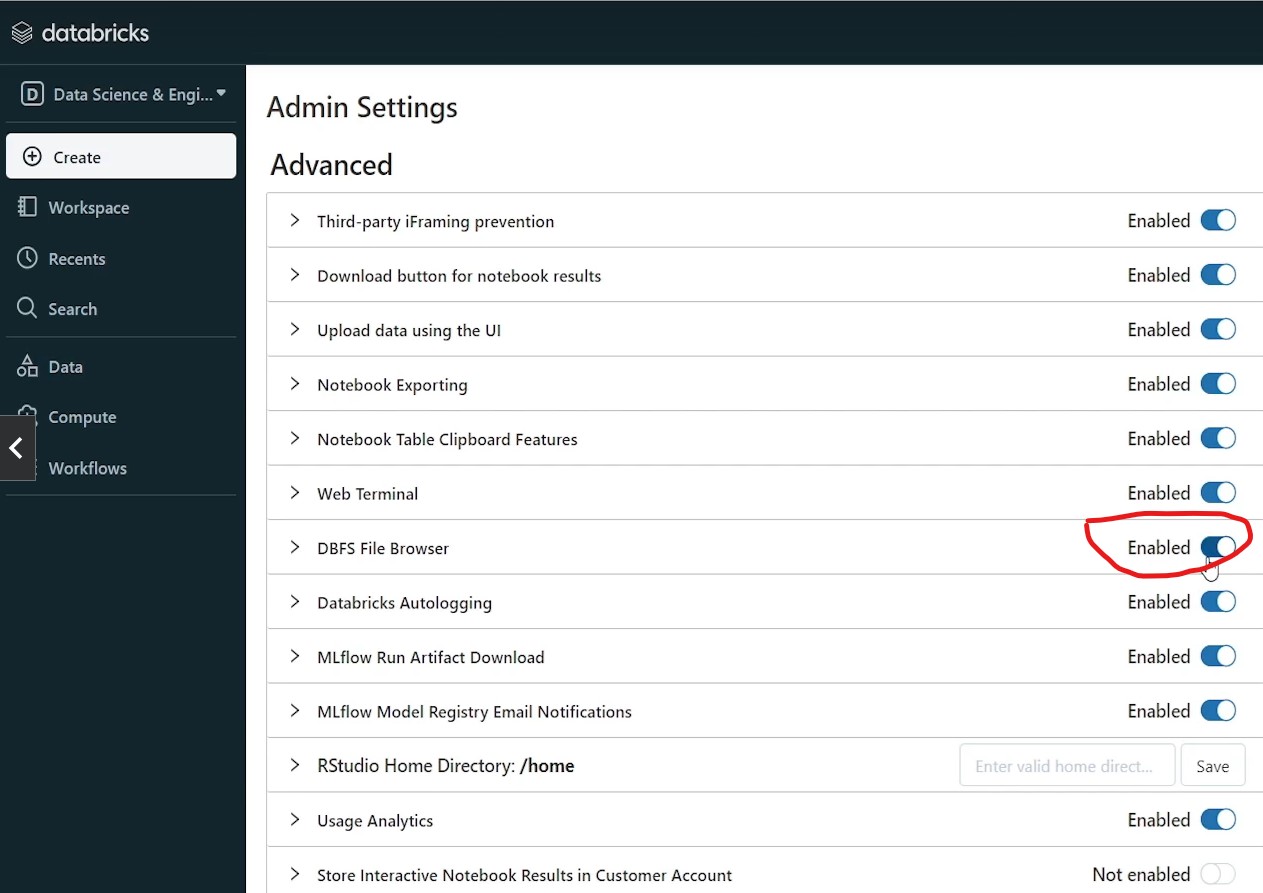 databricks
D Data Science & Engi...
Create
Workspace
Recents
Search
Data
Compute
Workflows
Admin Settings
Advanced
Third-party iFraming prevention Enabled
Download button for notebook results Enabled
Upload data using the UI Enabled
Notebook Exporting Enabled
Notebook Table Clipboard Features Enabled
Web Terminal Enabled
DBFS File Browser Enabled
Databricks Autologging Enabled
MLflow Run Artifact Download Enabled
MLflow Model Registry Email Notifications Enabled
RStudio Home Directory: /home Enter valid home direct... Save
Usage Analytics Enabled
Store Interactive Notebook Results in Customer Account Not enabled